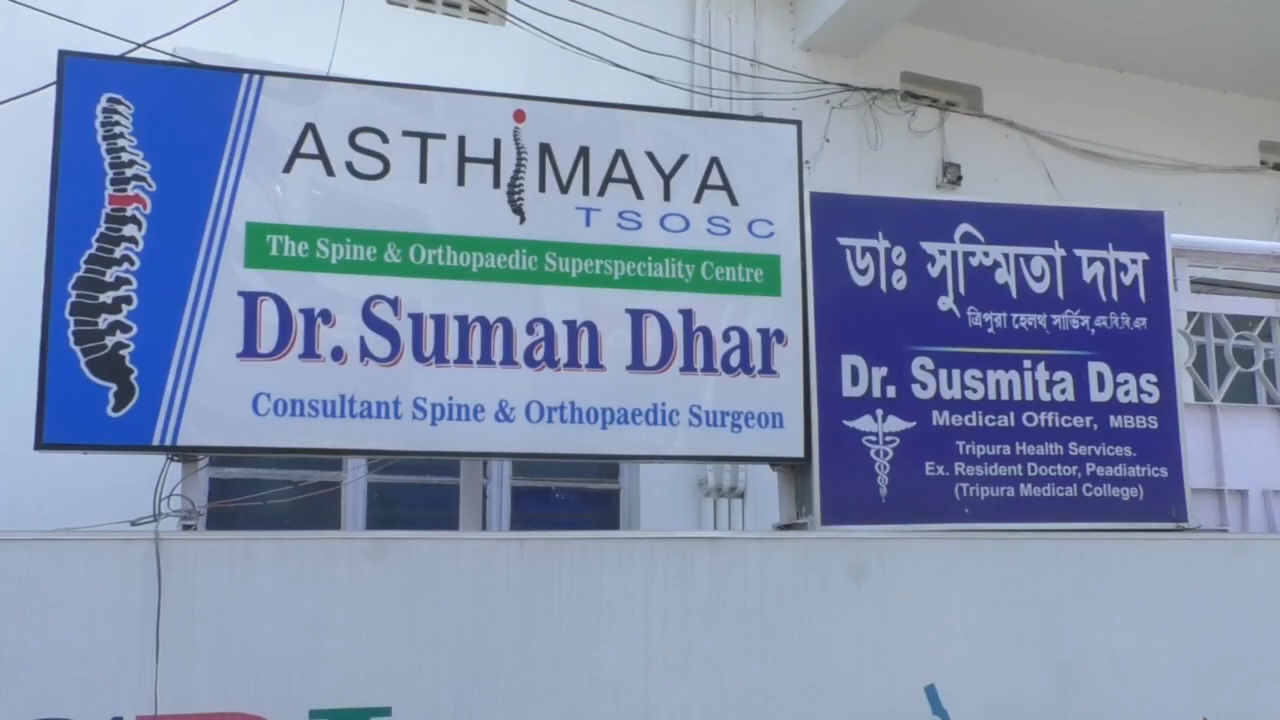 ASTHIMAYA
TSOSC
The Spine & Orthopaedic Superspeciality Centre
Dr. Suman Dhar
Consultant Spine & Orthopaedic Surgeon
ডাঃ সুস্মিতা দাস
ত্রিপুরা হেলথ্ সার্ভিস, এম.বি.বি.এস
Dr. Susmita Das
Medical Officer, MBBS
Tripura Health Services.
Ex. Resident Doctor, Peadiatrics
(Tripura Medical College)